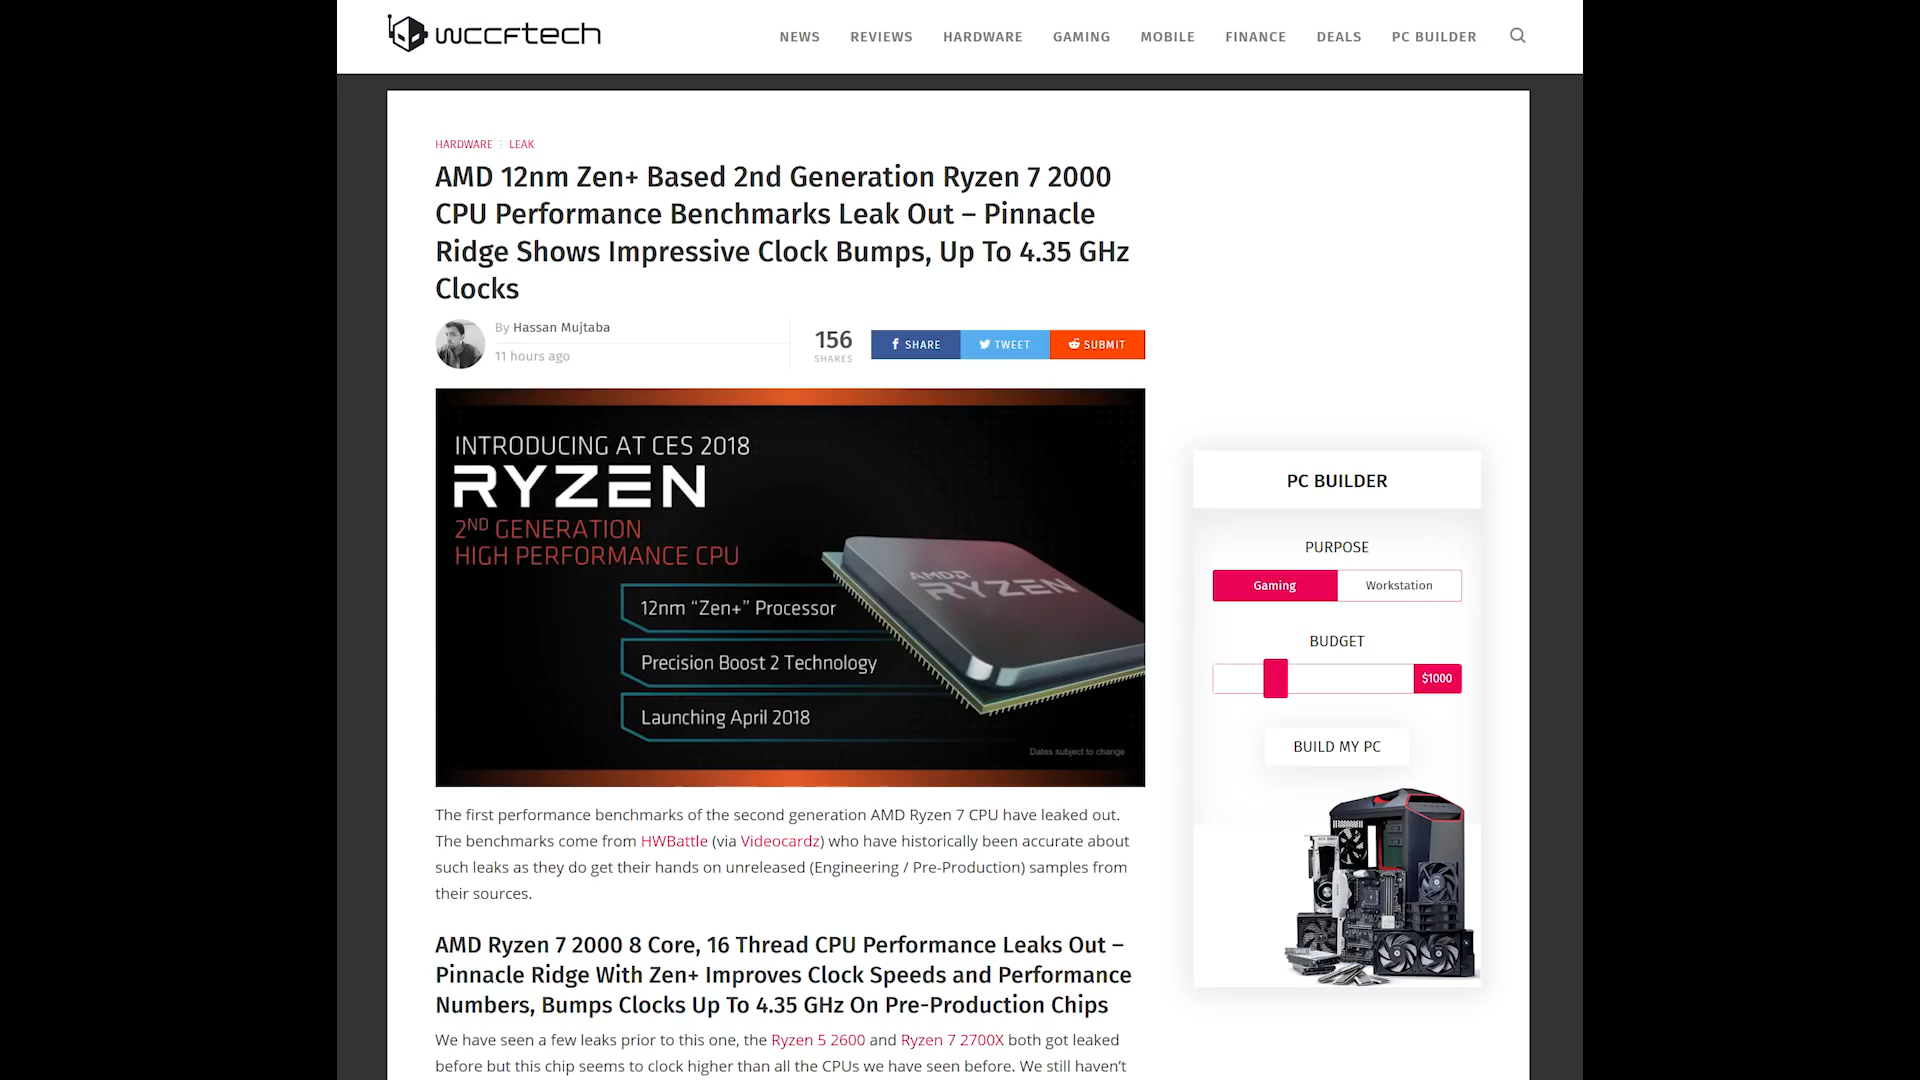 wccftech
NEWS REVIEWS HARDWARE GAMING MOBILE FINANCE DEALS PC BUILDER
HARDWARE LEAK
AMD 12nm Zen+ Based 2nd Generation Ryzen 7 2000
CPU Performance Benchmarks Leak Out – Pinnacle
Ridge Shows Impressive Clock Bumps, Up To 4.35 GHz
Clocks
By Hassan Mujtaba
11 hours ago
156
SHARES
SHARE TWEET SUBMIT
INTRODUCING AT CES 2018
RYZEN
2ND GENERATION
HIGH PERFORMANCE CPU
12nm “Zen+” Processor
Precision Boost 2 Technology
Launching April 2018
AMD
RYZEN
Dates subject to change
The first performance benchmarks of the second generation AMD Ryzen 7 CPU have leaked out.
The benchmarks come from HWBattle (via Videocardz) who have historically been accurate about
such leaks as they do get their hands on unreleased (Engineering / Pre-Production) samples from
their sources.
AMD Ryzen 7 2000 8 Core, 16 Thread CPU Performance Leaks Out –
Pinnacle Ridge With Zen+ Improves Clock Speeds and Performance
Numbers, Bumps Clocks Up To 4.35 GHz On Pre-Production Chips
We have seen a few leaks prior to this one, the Ryzen 5 2600 and Ryzen 7 2700X both got leaked
before but this chip seems to clock higher than all the CPUs we have seen before. We still haven’t
PC BUILDER
PURPOSE
Gaming Workstation
BUDGET
$1000
BUILD MY PC